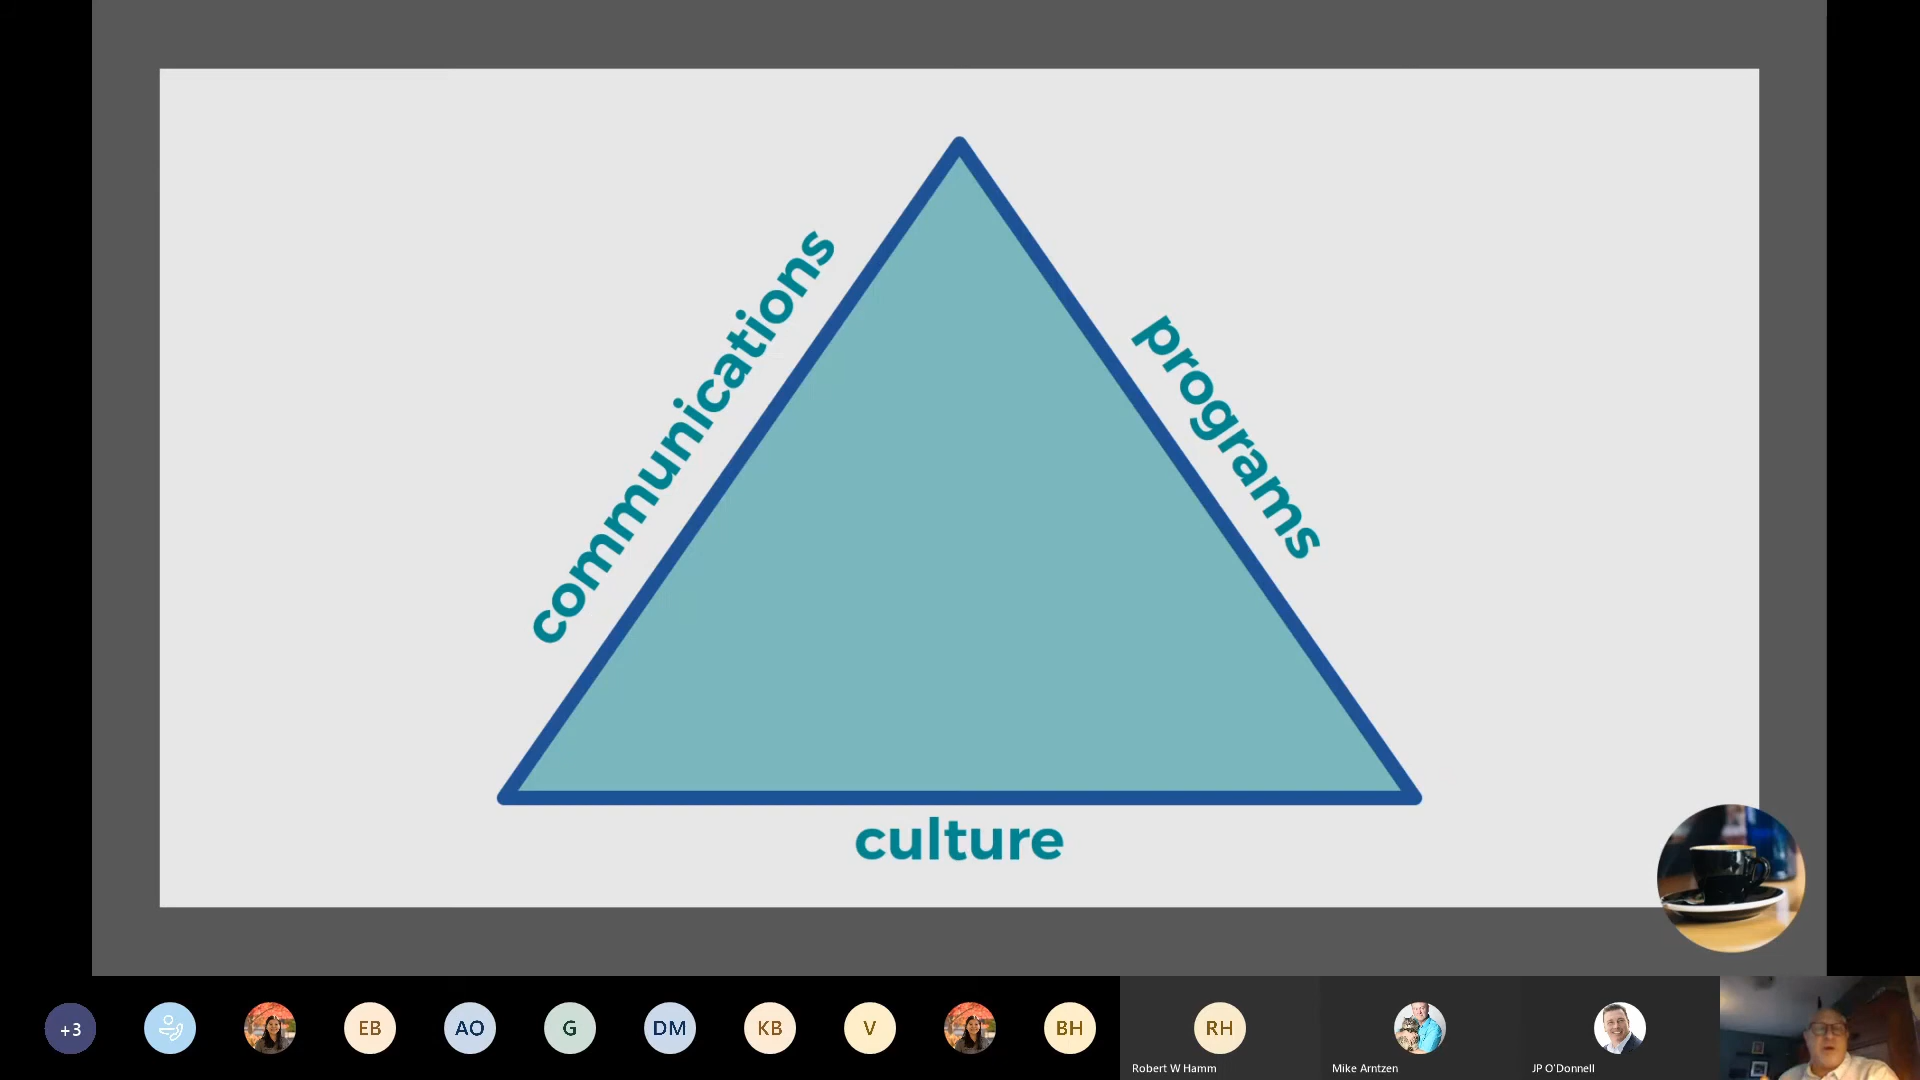 communications
programs
culture
+3
EB
AO
G
DM
KB
V
BH
RH
Robert W Hamm
Mike Arntzen
JP O'Donnell